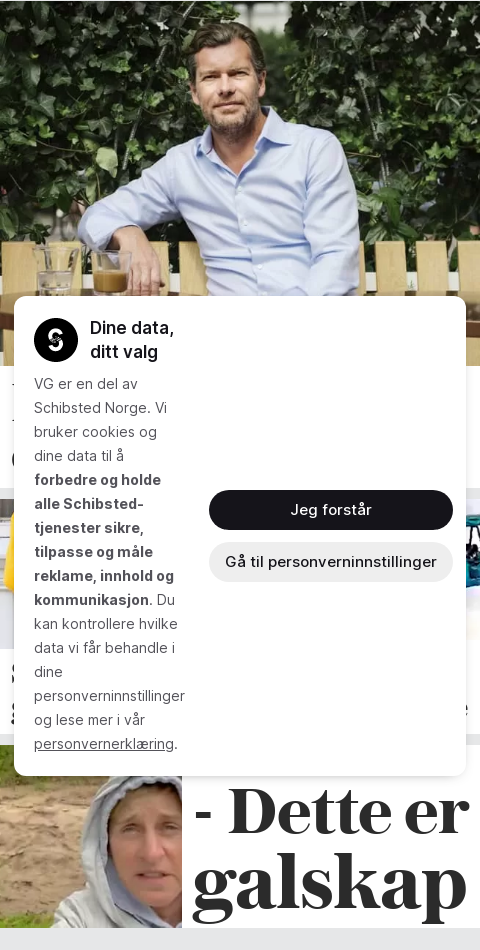 Dine data,
ditt valg
VG er en del av
Schibsted Norge. Vi
bruker cookies og
dine data til å
forbedre og holde
alle Schibsted-
tjenester sikre,
tilpasse og måle
reklame, innhold og
kommunikasjon. Du
kan kontrollere hvilke
data vi får behandle i
dine
personverninnstillinger
og lese mer i vår
personvernerklæring.
Jeg forstår
Gå til personverninnstillinger
- Dette er
galskap